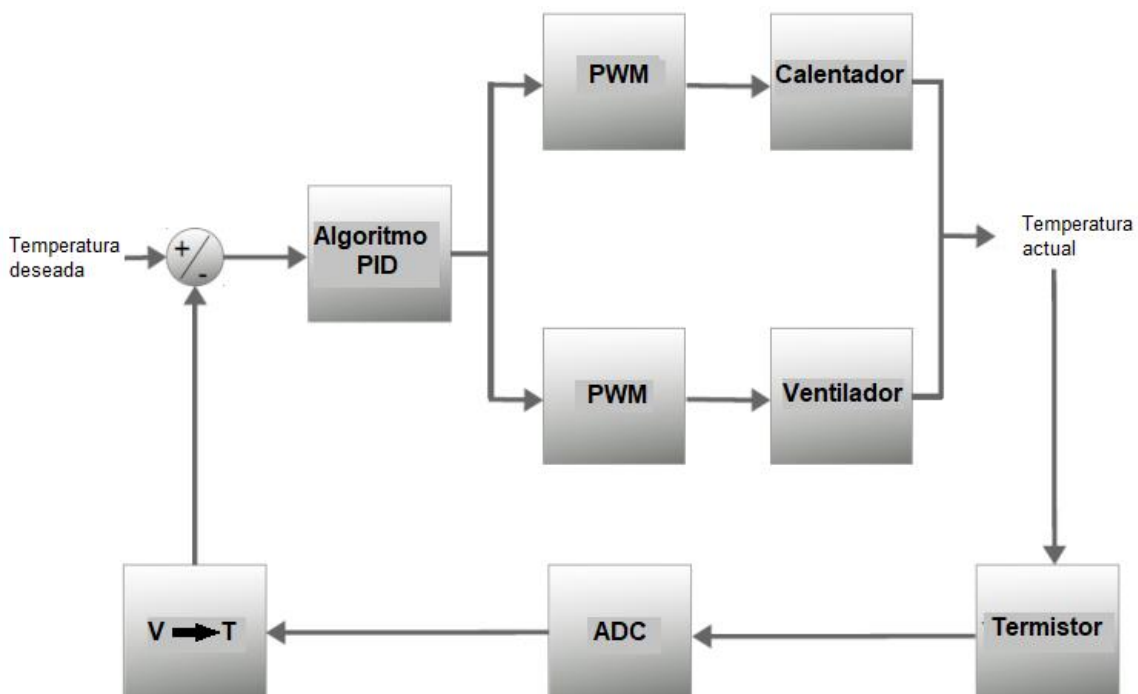 PWM
Calentador
Temperatura
deseada
+
-
Algoritmo
PID
Temperatura
actual
PWM
Ventilador
V T
ADC
Termistor